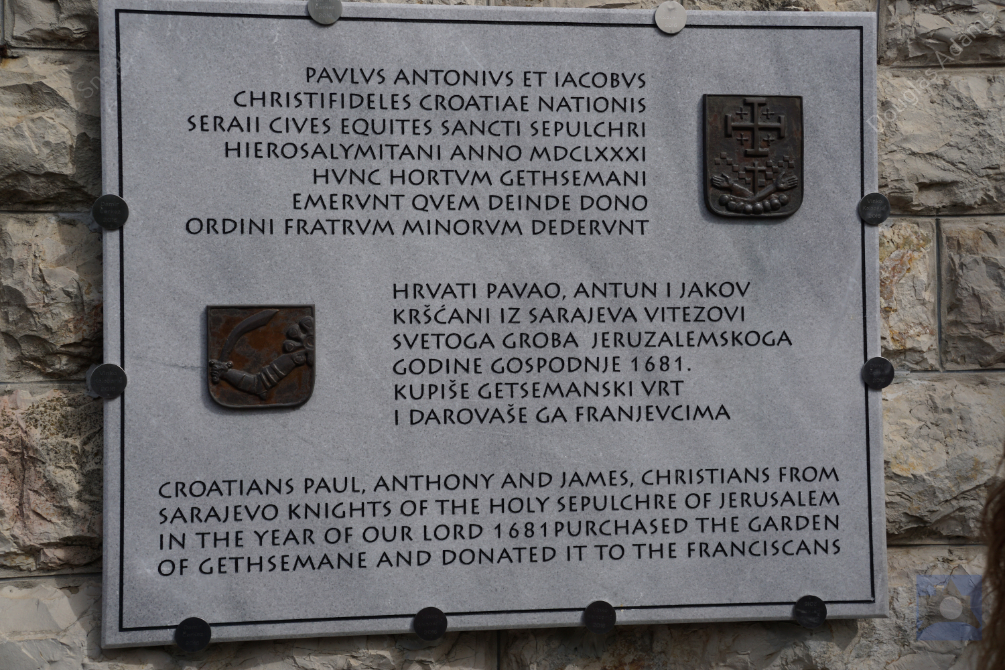 PAVLVS ANTONIVS ET IACOBVS
CHRISTIFIDELES CROATIAE NATIONIS
SERAII CIVES EQUITES SANCTI SEPULCHRI
HIEROSALYMITANI ANNO MDCLXXXI
HVNC HORTVM GETHSEMANI
EMERVNT QVEM DEINDE DONO
ORDINI FRATRVM MINORVM DEDERVNT
HRVATI PAVAO, ANTUN I JAKOV
KRŠĆANI IZ SARAJEVA VITEZOVI
SVETOGA GROBA JERUZALEMSKOGA
GODINE GOSPODNJE 1681.
KUPIŠE GETSEMANSKI VRT
I DAROVAŠE GA FRANJEVCIMA
CROATIANS PAUL, ANTHONY AND JAMES, CHRISTIANS FROM
SARAJEVO KNIGHTS OF THE HOLY SEPULCHRE OF JERUSALEM
IN THE YEAR OF OUR LORD 1681PURCHASED THE GARDEN
OF GETHSEMANE AND DONATED IT TO THE FRANCISCANS